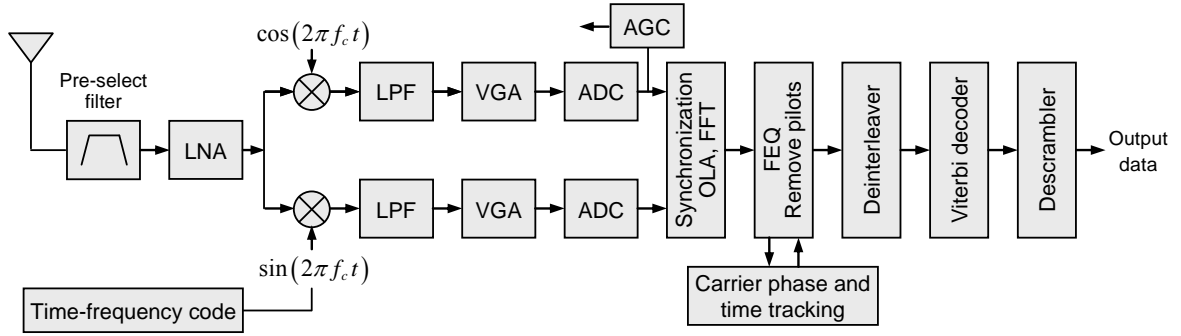 AGC
cos(2πf_c t)
Pre-select
filter
LNA
LPF
VGA
ADC
LPF
VGA
ADC
sin(2πf_c t)
Time-frequency code
Synchronization
OLA, FFT
FEQ
Remove pilots
Carrier phase and
time tracking
Deinterleaver
Viterbi decoder
Descrambler
Output
data